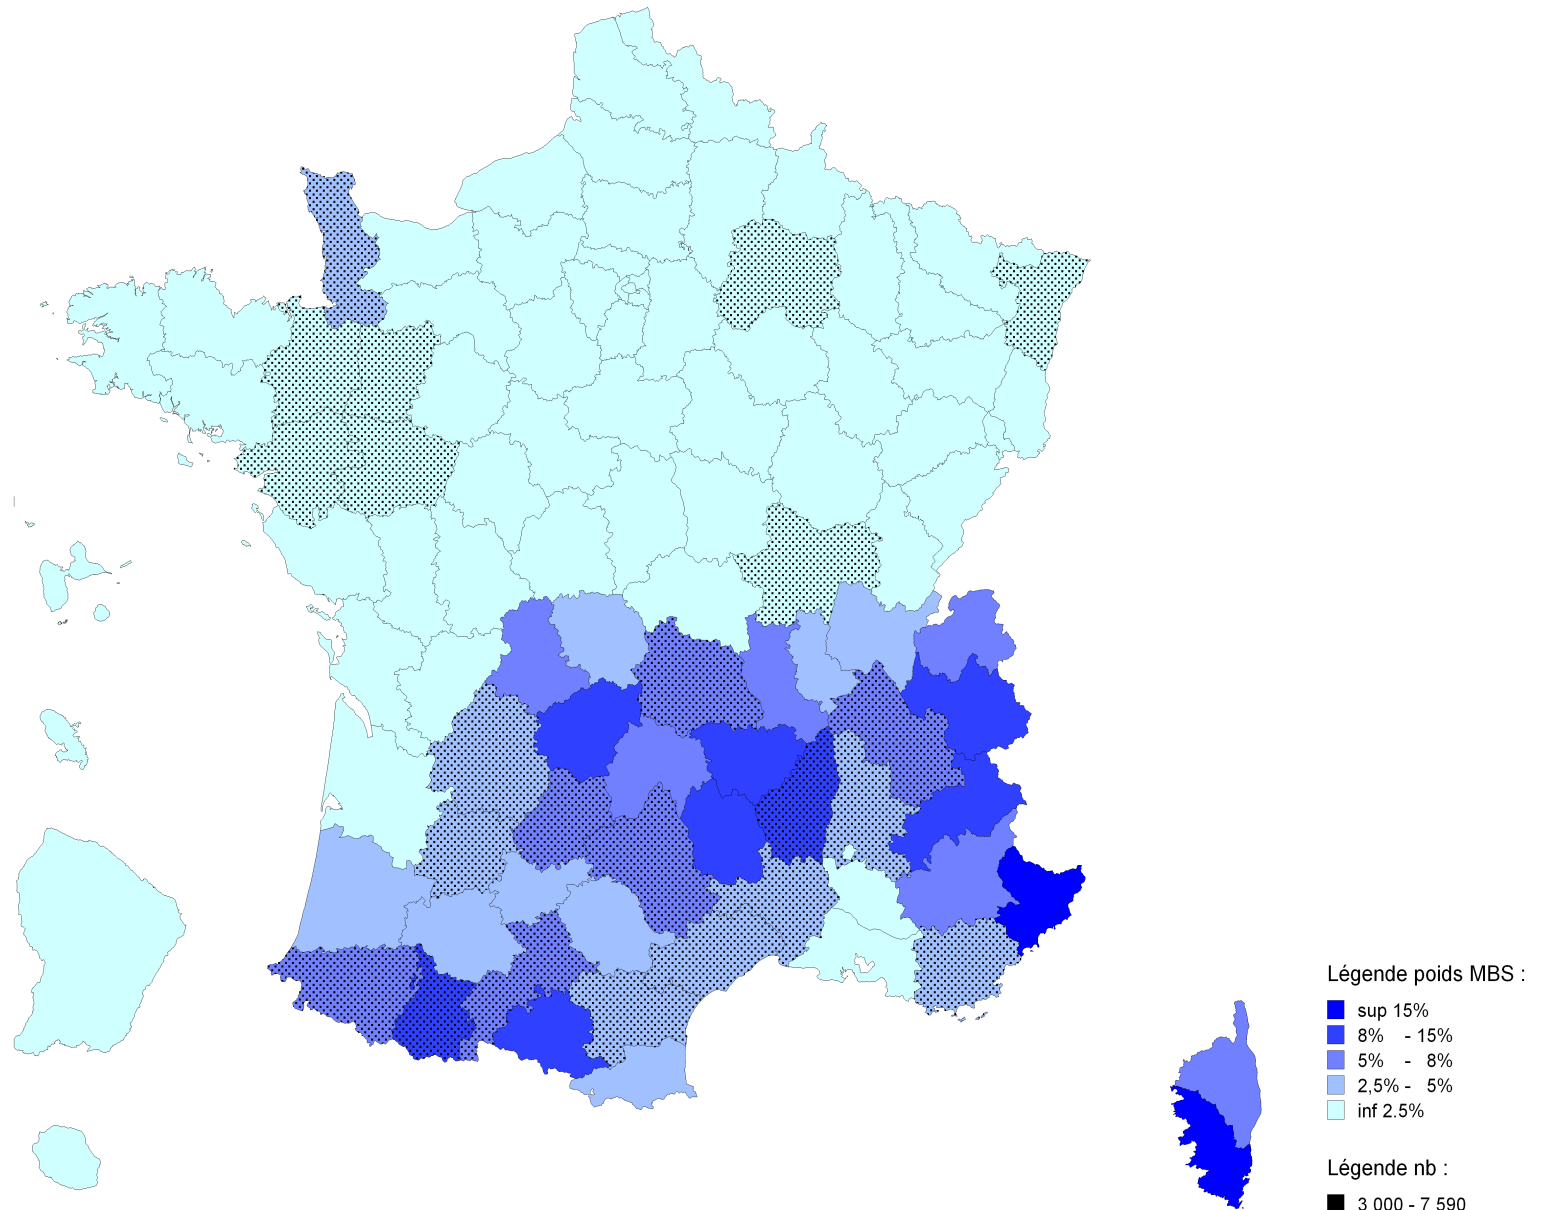 Légende poids MBS :
sup 15%
8% - 15%
5% - 8%
2,5% - 5%
inf 2.5%
Légende nb :
3 000 - 7 590